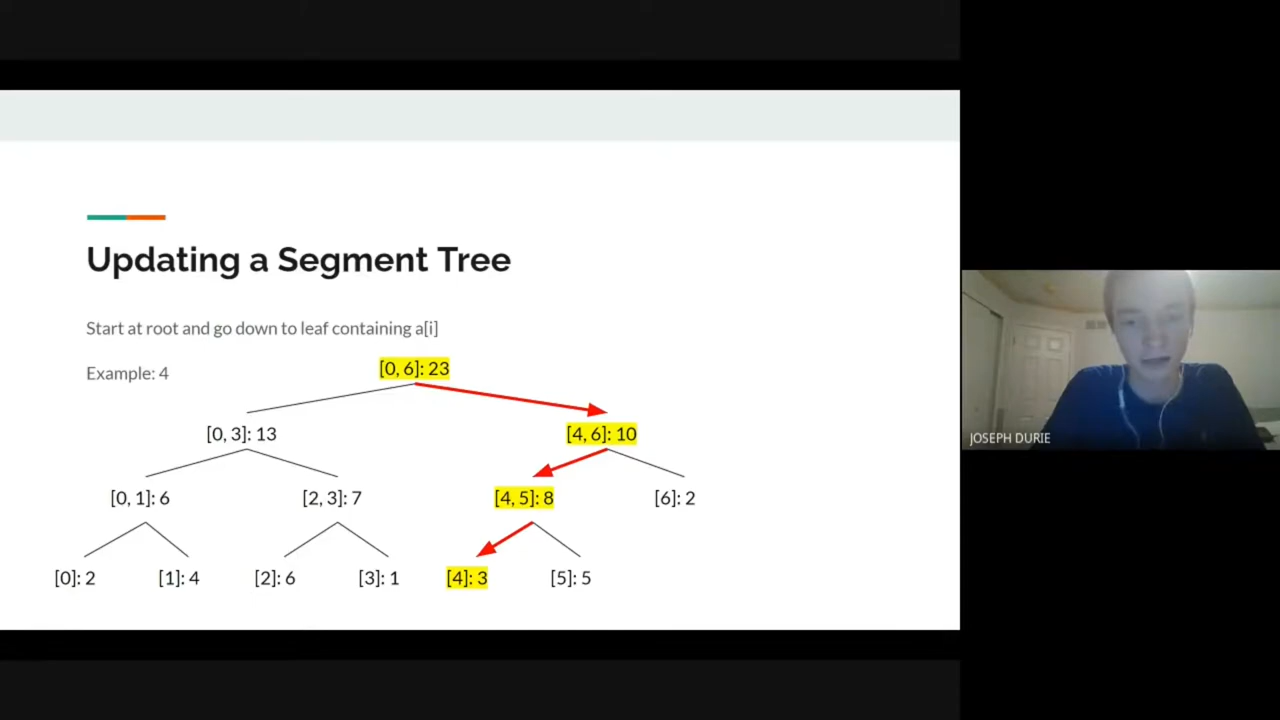 Updating a Segment Tree
Start at root and go down to leaf containing a[i]
Example: 4
[0, 6]: 23
[0, 3]: 13
[4, 6]: 10
[0, 1]: 6
[2, 3]: 7
[4, 5]: 8
[6]: 2
[0]: 2
[1]: 4
[2]: 6
[3]: 1
[4]: 3
[5]: 5
JOSEPH DURIE